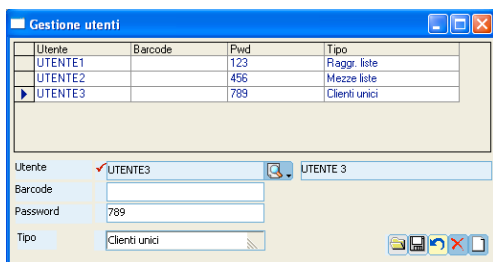 Gestione utenti
Utente Barcode Pwd Tipo
UTENTE1 123 Raggr. liste
UTENTE2 456 Mezze liste
UTENTE3 789 Clienti unici
Utente UTENTE3 UTENTE 3
Barcode
Password 789
Tipo Clienti unici